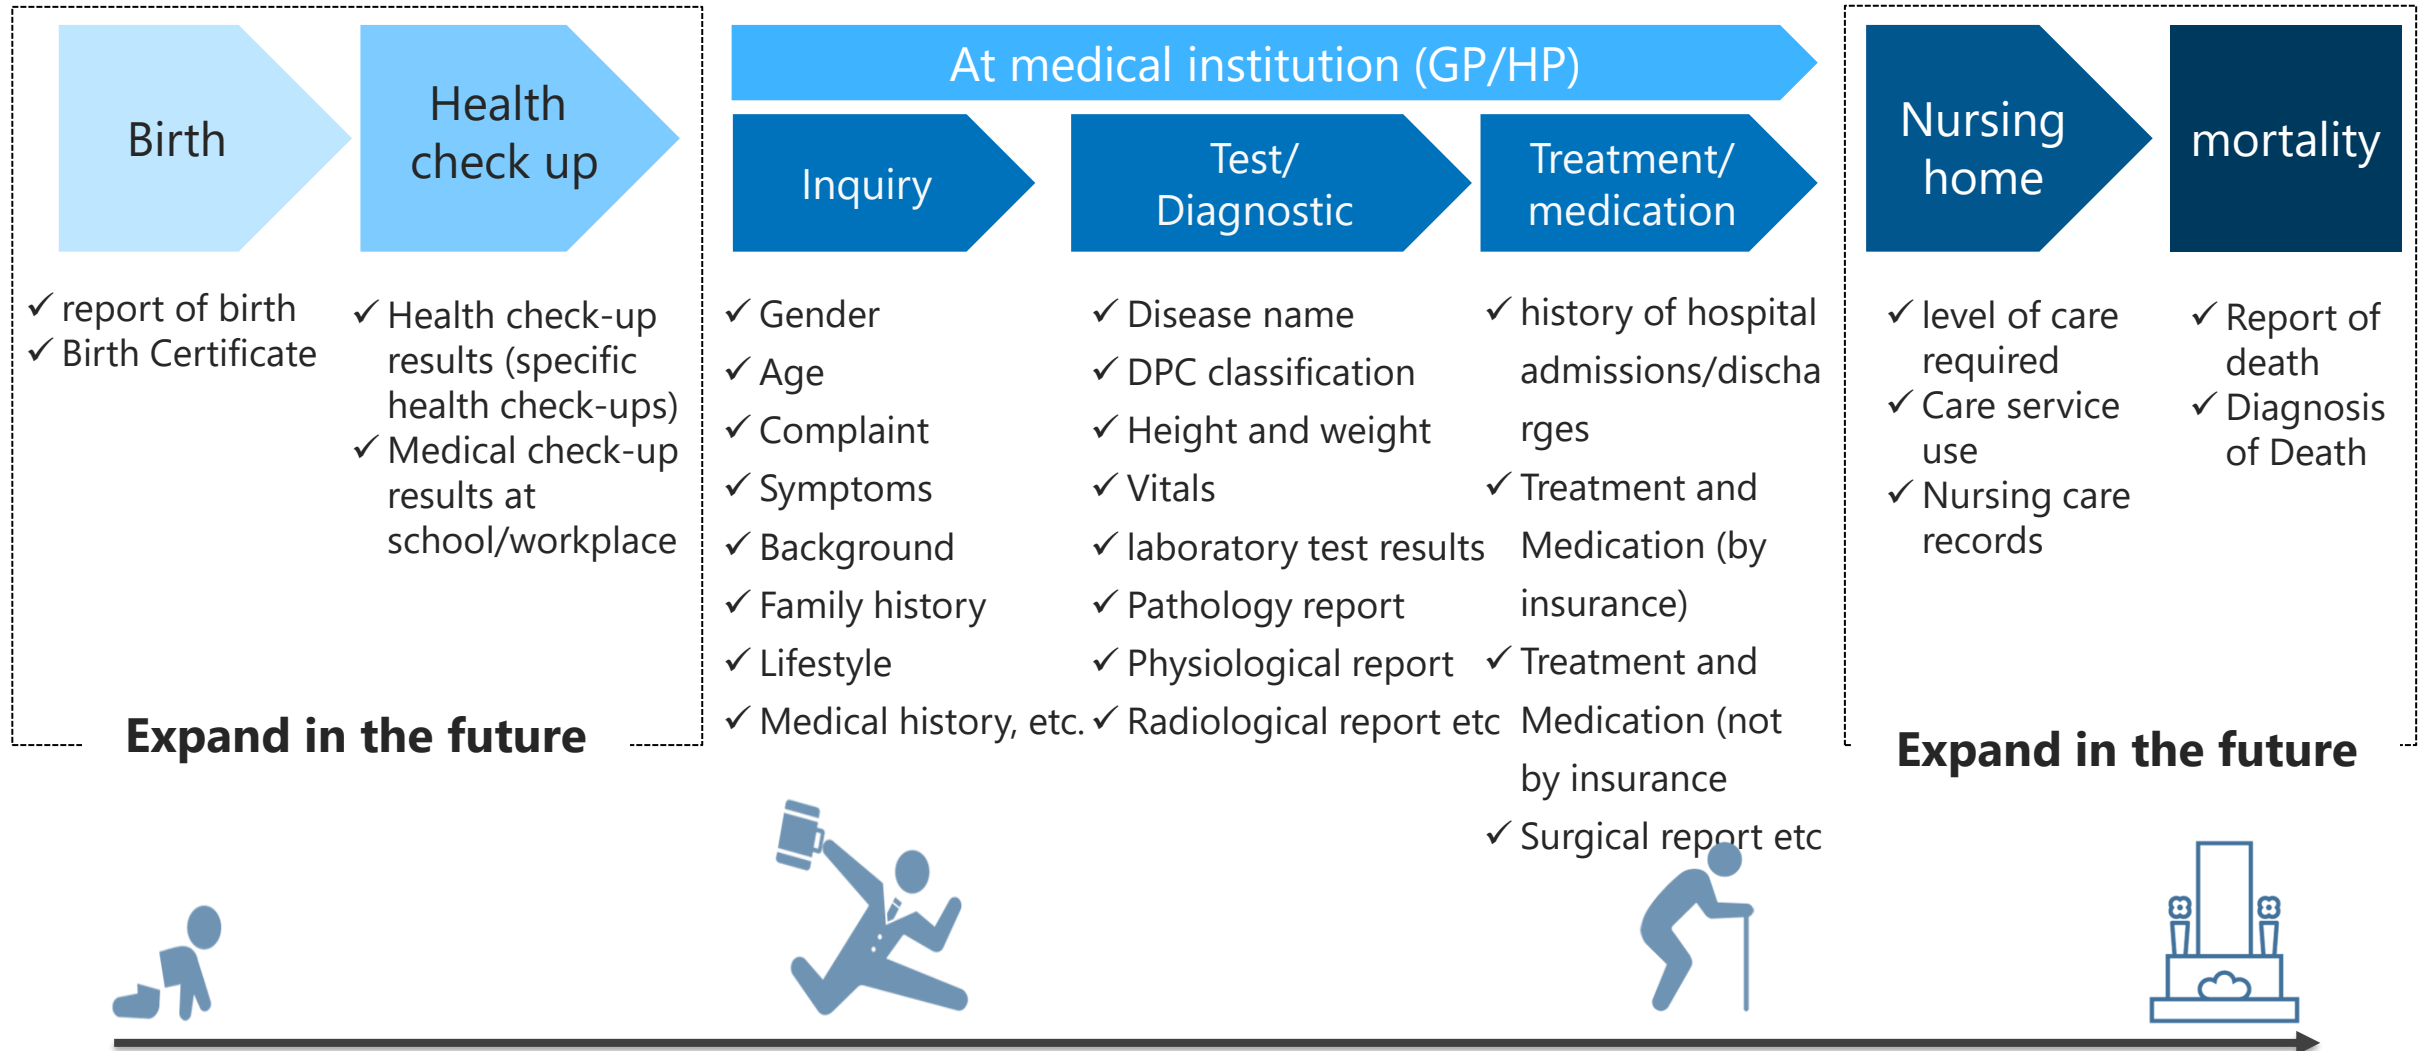 Birth
Health
check up
At medical institution (GP/HP)
Inquiry
Test/
Diagnostic
Treatment/
medication
Nursing
home
mortality
✓ report of birth
✓ Birth Certificate
✓ Health check-up
results (specific
health check-ups)
✓ Medical check-up
results at
school/workplace
Expand in the future
✓ Gender
✓ Age
✓ Complaint
✓ Symptoms
✓ Background
✓ Family history
✓ Lifestyle
✓ Medical history, etc.
✓ Disease name
✓ DPC classification
✓ Height and weight
✓ Vitals
✓ laboratory test results
✓ Pathology report
✓ Physiological report
✓ Radiological report etc
✓ history of hospital
admissions/discha
rges
✓ Treatment and
Medication (by
insurance)
✓ Treatment and
Medication (not
by insurance
✓ Surgical report etc
✓ level of care
required
✓ Care service
use
✓ Nursing care
records
✓ Report of
death
✓ Diagnosis
of Death
Expand in the future